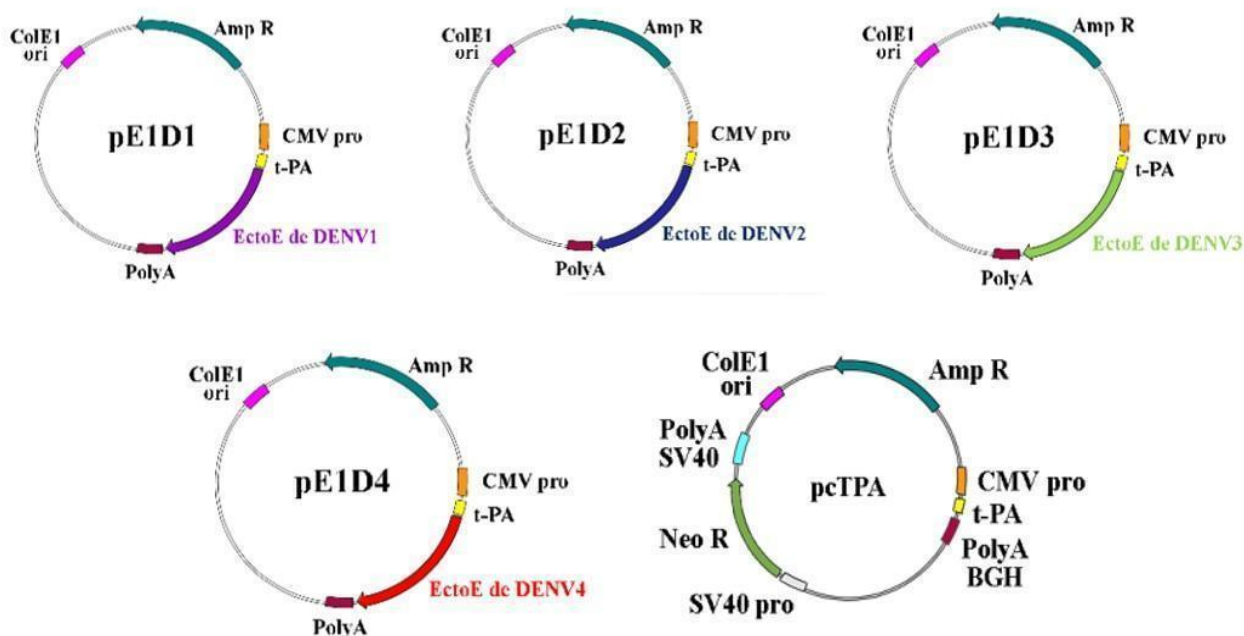 ColE1
ori
Amp R
pE1D1
CMV pro
t-PA
EctoE de DENV1
PolyA
ColE1
ori
Amp R
pE1D2
CMV pro
t-PA
EctoE de DENV2
PolyA
ColE1
ori
Amp R
pE1D3
CMV pro
t-PA
EctoE de DENV3
PolyA
ColE1
ori
Amp R
pE1D4
CMV pro
t-PA
EctoE de DENV4
PolyA
ColE1
ori
Amp R
PolyA
SV40
pcTPA
CMV pro
t-PA
Neo R
PolyA
BGH
SV40 pro